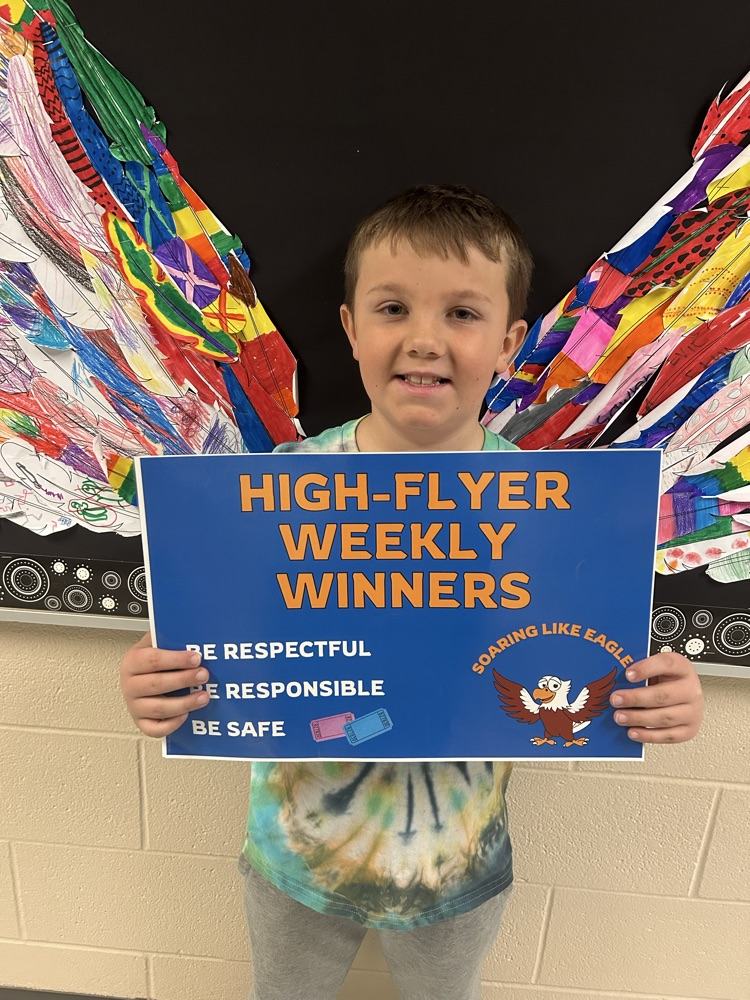 HIGH-FLYER
WEEKLY
WINNERS
BE RESPECTFUL
BE RESPONSIBLE
BE SAFE
SOARING LIKE EAGLE